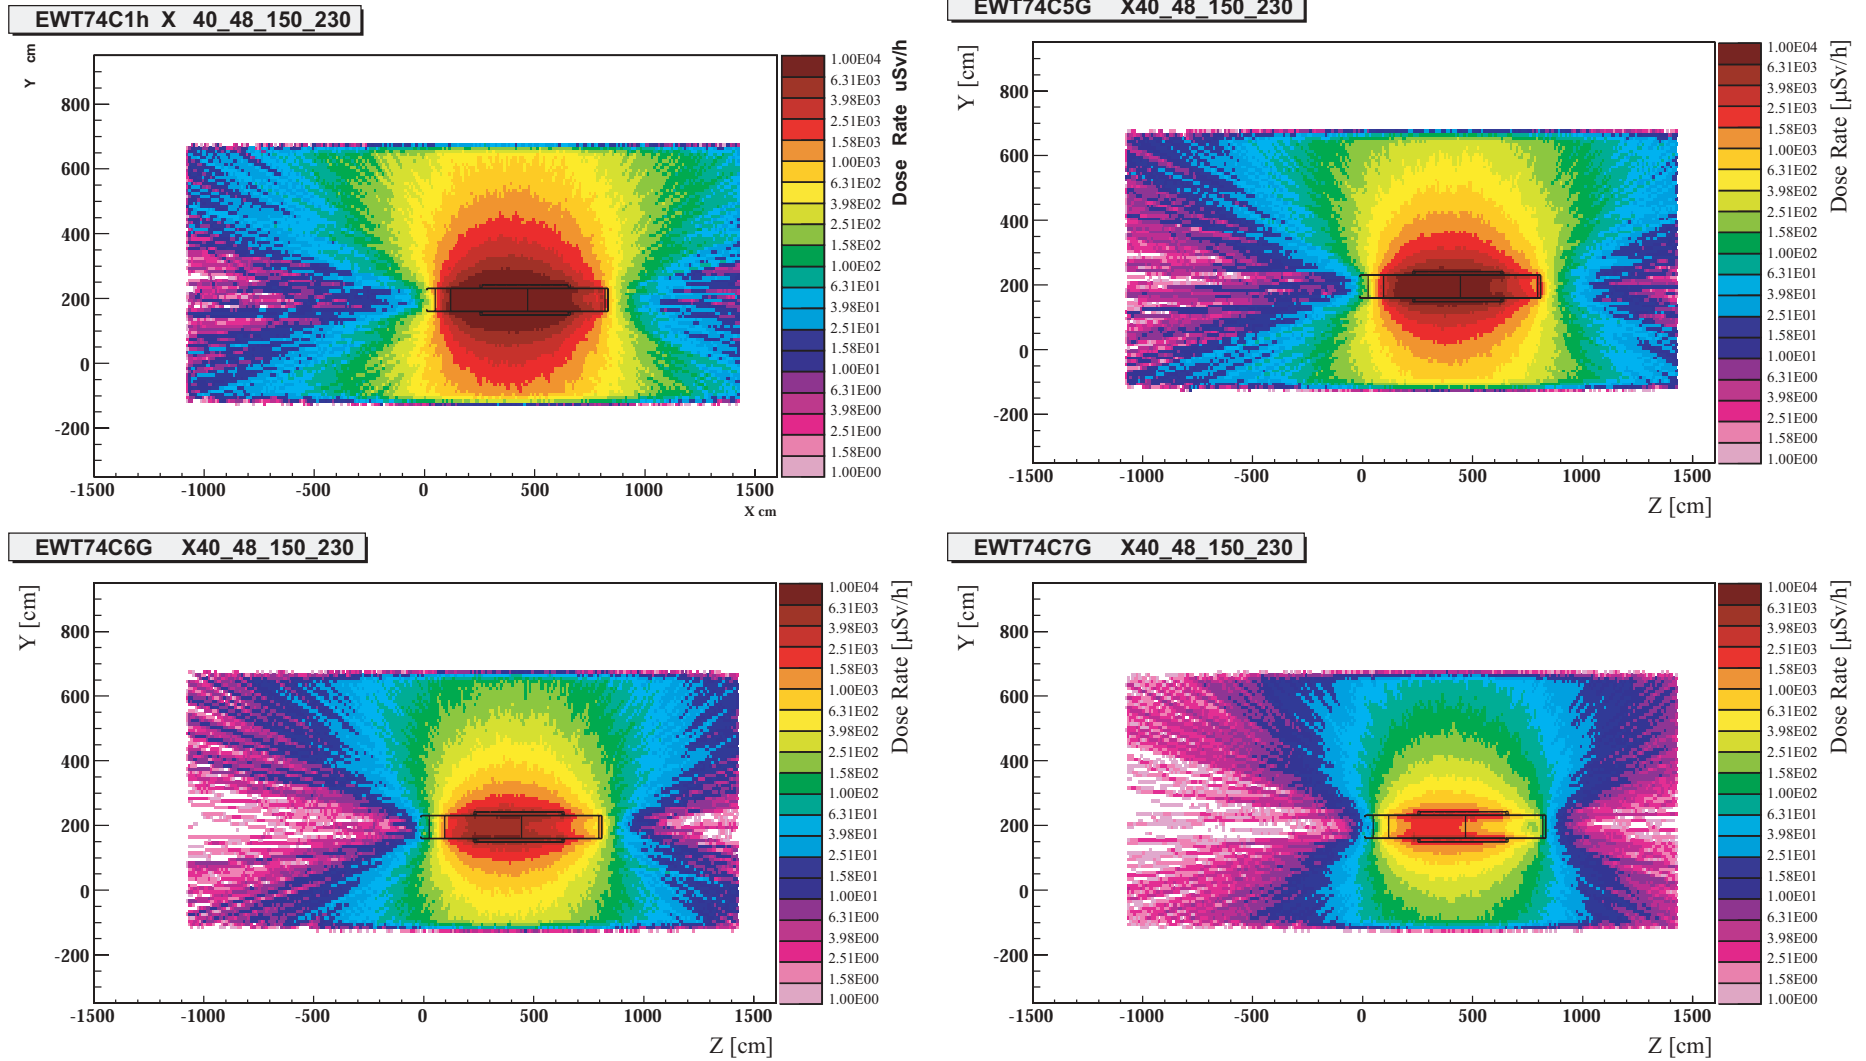 EWT74C1h X 40_48_150_230
Y cm
800
600
400
200
0
-200
-1500 -1000 -500 0 500 1000 1500
X cm
1.00E04
6.31E03
3.98E03
2.51E03
1.58E03
1.00E03
6.31E02
3.98E02
2.51E02
1.58E02
1.00E02
6.31E01
3.98E01
2.51E01
1.58E01
1.00E01
6.31E00
3.98E00
2.51E00
1.58E00
1.00E00
Dose Rate uSv/h
EWT74C5G X40_48_150_230
Y [cm]
800
600
400
200
0
-200
-1500 -1000 -500 0 500 1000 1500
Z [cm]
1.00E04
6.31E03
3.98E03
2.51E03
1.58E03
1.00E03
6.31E02
3.98E02
2.51E02
1.58E02
1.00E02
6.31E01
3.98E01
2.51E01
1.58E01
1.00E01
6.31E00
3.98E00
2.51E00
1.58E00
1.00E00
Dose Rate [µSv/h]
EWT74C6G X40_48_150_230
Y [cm]
800
600
400
200
0
-200
-1500 -1000 -500 0 500 1000 1500
Z [cm]
1.00E04
6.31E03
3.98E03
2.51E03
1.58E03
1.00E03
6.31E02
3.98E02
2.51E02
1.58E02
1.00E02
6.31E01
3.98E01
2.51E01
1.58E01
1.00E01
6.31E00
3.98E00
2.51E00
1.58E00
1.00E00
Dose Rate [µSv/h]
EWT74C7G X40_48_150_230
Y [cm]
800
600
400
200
0
-200
-1500 -1000 -500 0 500 1000 1500
Z [cm]
1.00E04
6.31E03
3.98E03
2.51E03
1.58E03
1.00E03
6.31E02
3.98E02
2.51E02
1.58E02
1.00E02
6.31E01
3.98E01
2.51E01
1.58E01
1.00E01
6.31E00
3.98E00
2.51E00
1.58E00
1.00E00
Dose Rate [µSv/h]